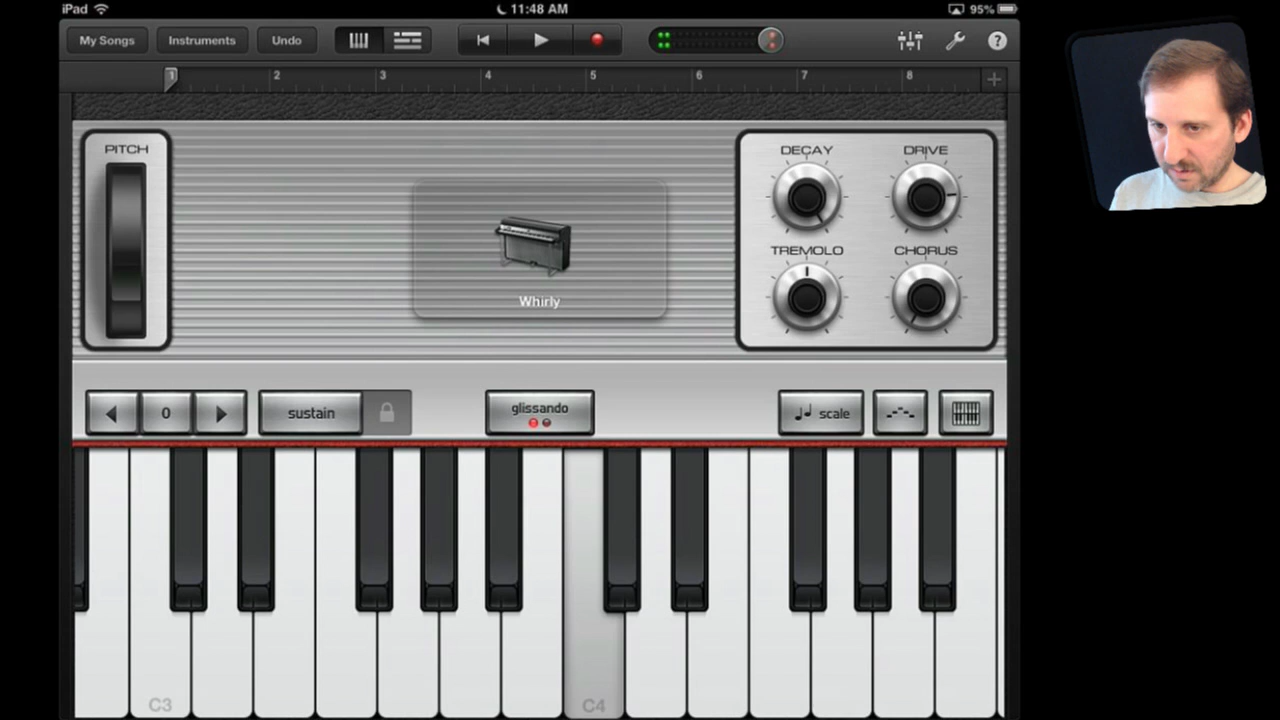 iPad 11:48 AM 95%
My Songs Instruments Undo ?
1 2 3 4 5 6 7 8 +
PITCH
DECAY DRIVE
TREMOLO CHORUS
Whirly
0 sustain glissando scale
C3 C4